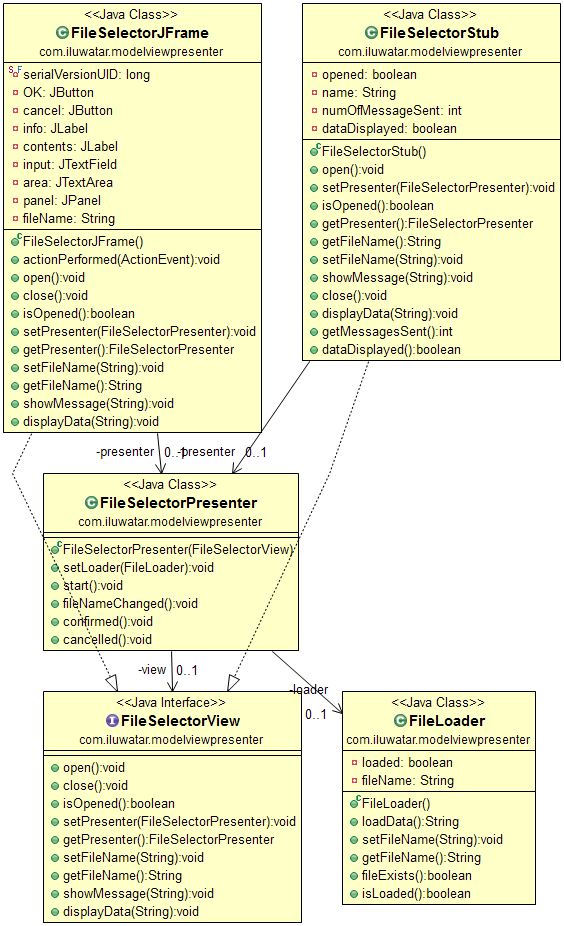 <<Java Class>>
FileSelectorJFrame
com.iluwatar.modelviewpresenter
serialVersionUID: long
OK: JButton
cancel: JButton
info: JLabel
contents: JLabel
input: JTextField
area: JTextArea
panel: JPanel
fileName: String
FileSelectorJFrame()
actionPerformed(ActionEvent):void
open():void
close():void
isOpened():boolean
setPresenter(FileSelectorPresenter):void
getPresenter():FileSelectorPresenter
setFileName(String):void
getFileName():String
showMessage(String):void
displayData(String):void
<<Java Class>>
FileSelectorStub
com.iluwatar.modelviewpresenter
opened: boolean
name: String
numOfMessageSent: int
dataDisplayed: boolean
FileSelectorStub()
open():void
setPresenter(FileSelectorPresenter):void
isOpened():boolean
getPresenter():FileSelectorPresenter
getFileName():String
setFileName(String):void
showMessage(String):void
close():void
displayData(String):void
getMessagesSent():int
dataDisplayed():boolean
-presenter 0..1
-presenter 0..1
<<Java Class>>
FileSelectorPresenter
com.iluwatar.modelviewpresenter
FileSelectorPresenter(FileSelectorView)
setLoader(FileLoader):void
start():void
fileNameChanged():void
confirmed():void
cancelled():void
-view 0..1
-loader
0..1
<<Java Interface>>
FileSelectorView
com.iluwatar.modelviewpresenter
open():void
close():void
isOpened():boolean
setPresenter(FileSelectorPresenter):void
getPresenter():FileSelectorPresenter
setFileName(String):void
getFileName():String
showMessage(String):void
displayData(String):void
<<Java Class>>
FileLoader
com.iluwatar.modelviewpresenter
loaded: boolean
fileName: String
FileLoader()
loadData():String
setFileName(String):void
getFileName():String
fileExists():boolean
isLoaded():boolean